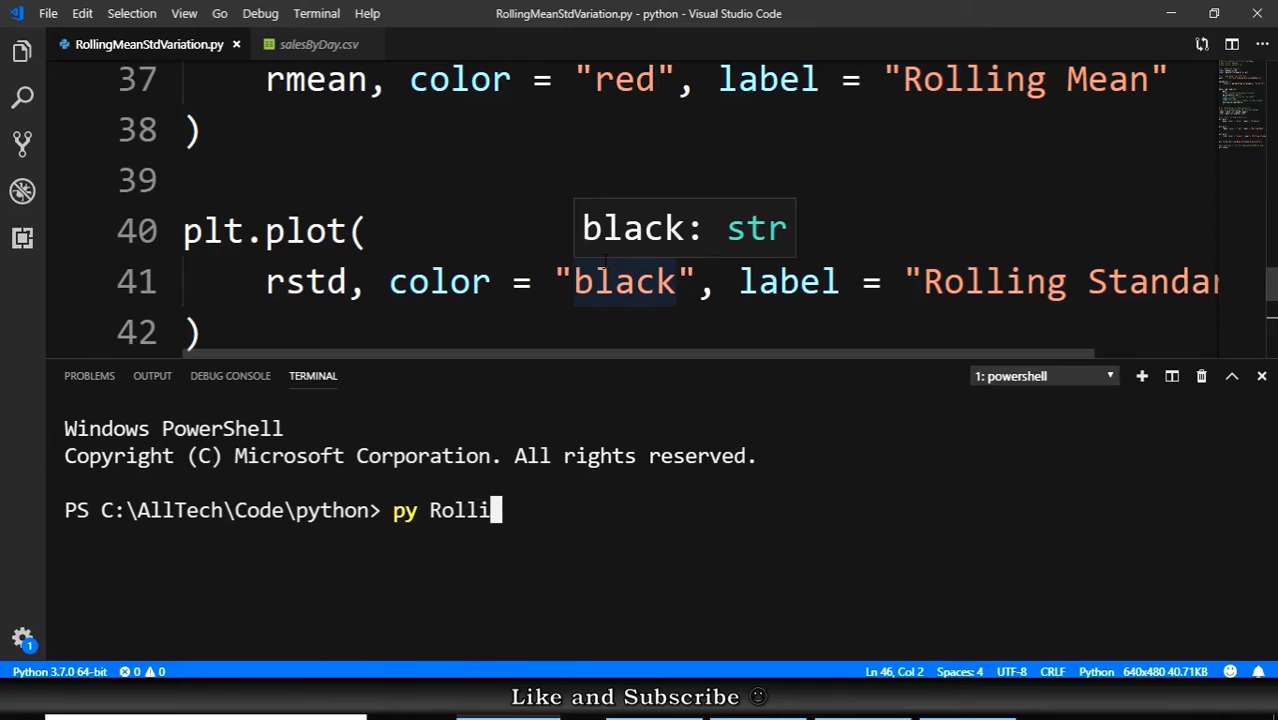 File Edit Selection View Go Debug Terminal Help RollingMeanStdVariation.py - python - Visual Studio Code
RollingMeanStdVariation.py × salesByDay.csv
37 rmean, color = "red", label = "Rolling Mean"
38 )
39
black: str
40 plt.plot(
41 rstd, color = "black", label = "Rolling Standar
42 )
PROBLEMS OUTPUT DEBUG CONSOLE TERMINAL 1: powershell
Windows PowerShell
Copyright (C) Microsoft Corporation. All rights reserved.
PS C:\AllTech\Code\python> py Rolli
1
Python 3.7.0 64-bit 0 0 Ln 46, Col 2 Spaces: 4 UTF-8 CRLF Python 640x480 40.71KB
Like and Subscribe ☺